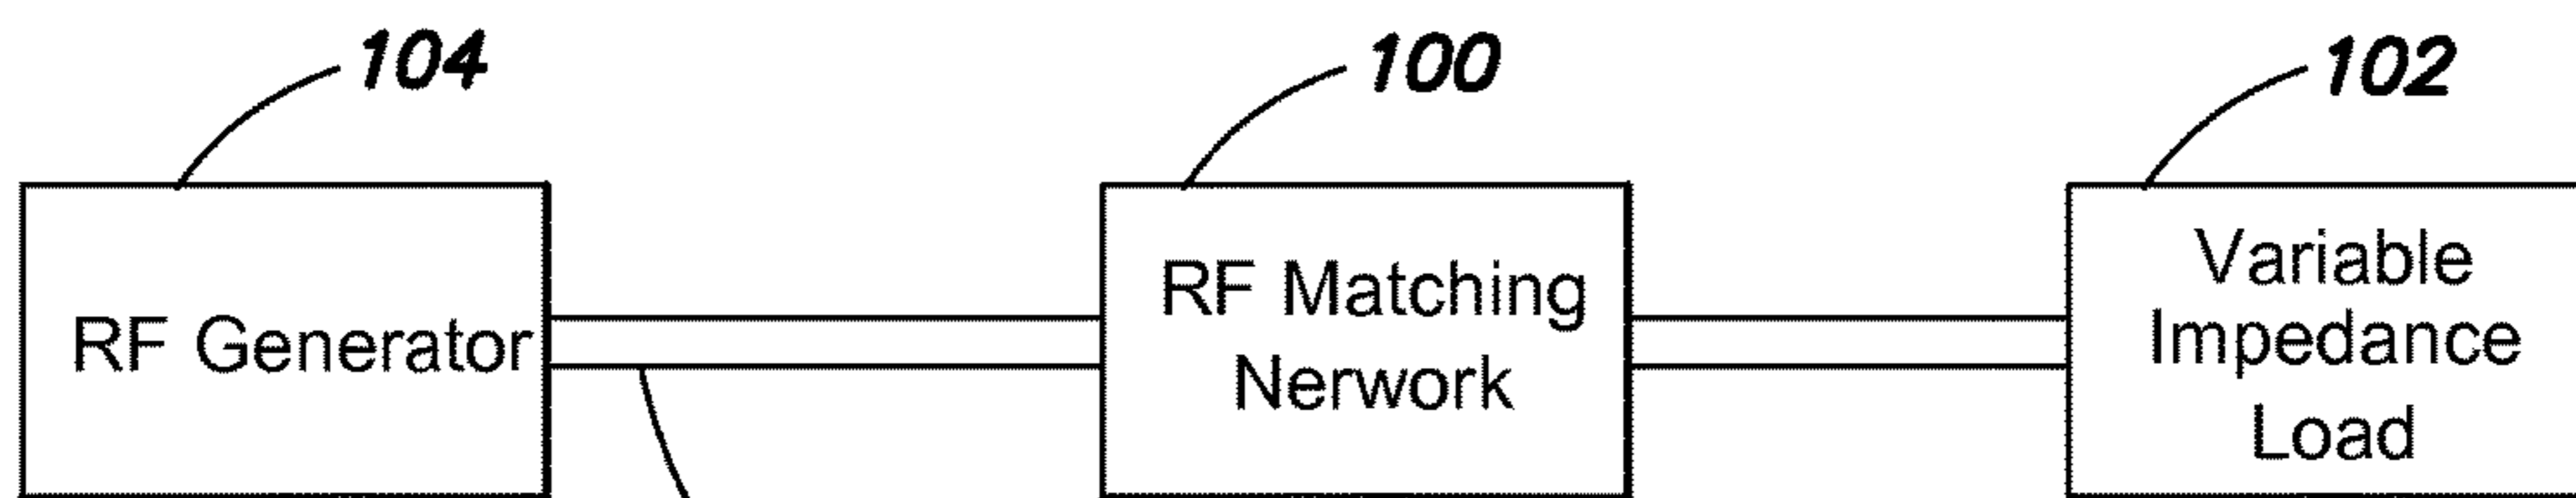 104
100
102
RF Generator
RF Matching
Nerwork
Variable
Impedance
Load